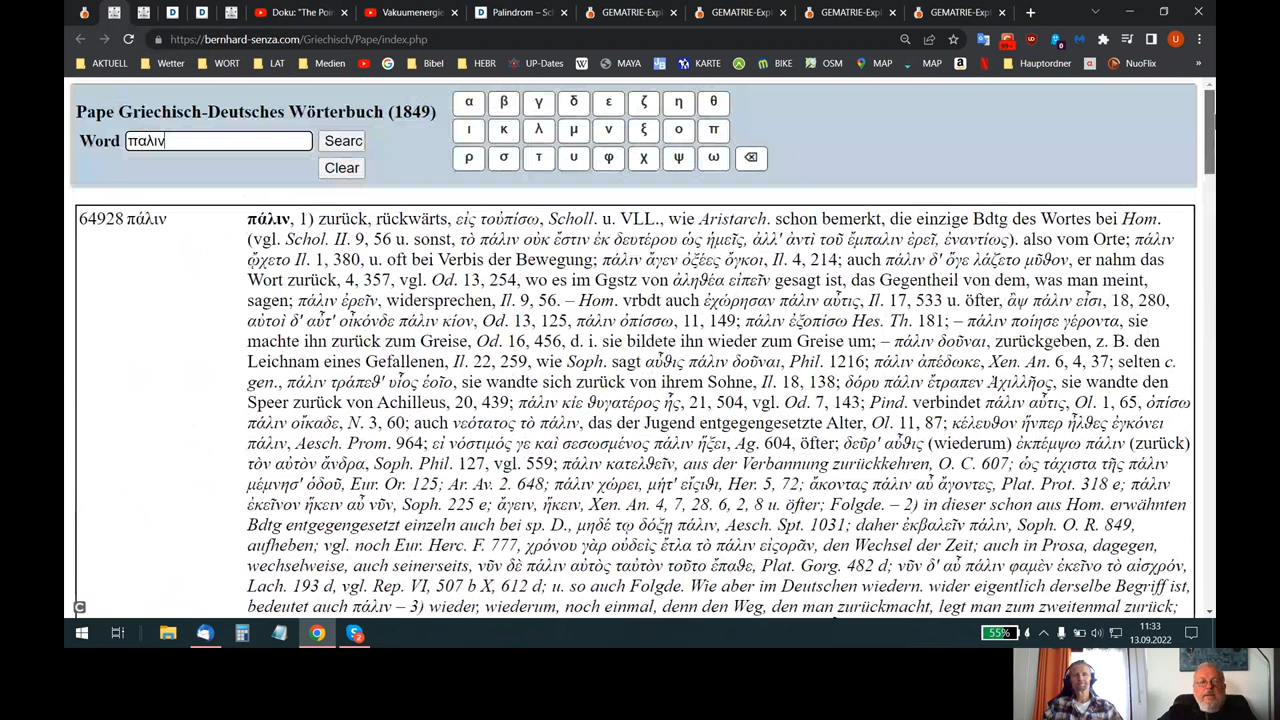 Doku: "The Poi
Vakuumenergie
Palindrom – Sc
GEMATRIE-Expl
GEMATRIE-Expl
GEMATRIE-Expl
GEMATRIE-Expl
https://bernhard-senza.com/Griechisch/Pape/index.php
AKTUELL Wetter WORT LAT Medien Bibel HEBR UP-Dates MAYA KARTE BIKE OSM MAP MAP Hauptordner NuoFlix
Pape Griechisch-Deutsches Wörterbuch (1849)
Word παλιν Searc
Clear
α β γ δ ε ζ η θ
ι κ λ μ ν ξ ο π
ρ σ τ υ φ χ ψ ω
64928 πάλιν
πάλιν, 1) zurück, rückwärts, εἰς τοὐπίσω, Scholl. u. VLL., wie Aristarch. schon bemerkt, die einzige Bdtg des Wortes bei Hom.
(vgl. Schol. Il. 9, 56 u. sonst, τὸ πάλιν οὐκ ἔστιν ἐκ δευτέρου ὡς ἡμεῖς, ἀλλ' ἀντὶ τοῦ ἔμπαλιν ἐρεῖ, ἐναντίως). also vom Orte; πάλιν
ᾤχετο Il. 1, 380, u. oft bei Verbis der Bewegung; πάλιν ἄγεν ὀξέες ὄγκοι, Il. 4, 214; auch πάλιν δ' ὅγε λάζετο μῦθον, er nahm das
Wort zurück, 4, 357, vgl. Od. 13, 254, wo es im Ggstz von ἀληθέα εἰπεῖν gesagt ist, das Gegentheil von dem, was man meint,
sagen; πάλιν ἐρεῖν, widersprechen, Il. 9, 56. – Hom. vrbdt auch ἐχώρησαν πάλιν αὖτις, Il. 17, 533 u. öfter, ἂψ πάλιν εἶσι, 18, 280,
αὐτοὶ δ' αὖτ' οἶκόνδε πάλιν κίον, Od. 13, 125, πάλιν ὀπίσσω, 11, 149; πάλιν ἐξοπίσω Hes. Th. 181; – πάλιν ποίησε γέροντα, sie
machte ihn zurück zum Greise, Od. 16, 456, d. i. sie bildete ihn wieder zum Greise um; – πάλιν δοῦναι, zurückgeben, z. B. den
Leichnam eines Gefallenen, Il. 22, 259, wie Soph. sagt αὖθις πάλιν δοῦναι, Phil. 1216; πάλιν ἀπέδωκε, Xen. An. 6, 4, 37; selten c.
gen., πάλιν τράπεθ' υἷος ἑοῖο, sie wandte sich zurück von ihrem Sohne, Il. 18, 138; δόρυ πάλιν ἔτραπεν Ἀχιλλῆος, sie wandte den
Speer zurück von Achilleus, 20, 439; πάλιν κίε θυγατέρος ἧς, 21, 504, vgl. Od. 7, 143; Pind. verbindet πάλιν αὖτις, Ol. 1, 65, ὀπίσω
πάλιν οἴκαδε, N. 3, 60; auch νεότατος τὸ πάλιν, das der Jugend entgegengesetzte Alter, Ol. 11, 87; κέλευθον ἥνπερ ἦλθες ἐγκόνει
πάλιν, Aesch. Prom. 964; εἰ νόστιμός γε καὶ σεσωσμένος πάλιν ἥξει, Ag. 604, öfter; δεῦρ' αὖθις (wiederum) ἐκπέμψω πάλιν (zurück)
τὸν αὐτὸν ἄνδρα, Soph. Phil. 127, vgl. 559; πάλιν κατελθεῖν, aus der Verbannung zurückkehren, O. C. 607; ὡς τάχιστα τῆς πάλιν
μέμνησ' ὁδοῦ, Eur. Or. 125; Ar. Av. 2. 648; πάλιν χώρει, μήτ' εἴςιθι, Her. 5, 72; ἄκοντας πάλιν αὖ ἄγοντες, Plat. Prot. 318 e; πάλιν
ἐκεῖνον ἥκειν αὖ νῦν, Soph. 225 e; ἄγειν, ἥκειν, Xen. An. 4, 7, 28. 6, 2, 8 u. öfter; Folgde. – 2) in dieser schon aus Hom. erwähnten
Bdtg entgegengesetzt einzeln auch bei sp. D., μηδέ τῳ δόξῃ πάλιν, Aesch. Spt. 1031; daher ἐκβαλεῖν πάλιν, Soph. O. R. 849,
aufheben; vgl. noch Eur. Herc. F. 777, χρόνου γὰρ οὐδεὶς ἔτλα τὸ πάλιν εἰςορᾶν, den Wechsel der Zeit; auch in Prosa, dagegen,
wechselweise, auch seinerseits, νῦν δὲ πάλιν αὐτὸς ταὐτὸν τοῦτο ἔπαθε, Plat. Gorg. 482 d; νῦν δ' αὖ πάλιν φαμὲν ἐκεῖνο τὸ αἰσχρόν,
Lach. 193 d, vgl. Rep. VI, 507 b X, 612 d; u. so auch Folgde. Wie aber im Deutschen wiedern. wider eigentlich derselbe Begriff ist,
bedeutet auch πάλιν – 3) wieder, wiederum, noch einmal, denn den Weg, den man zurückmacht, legt man zum zweitenmal zurück;
55%
11:33
13.09.2022